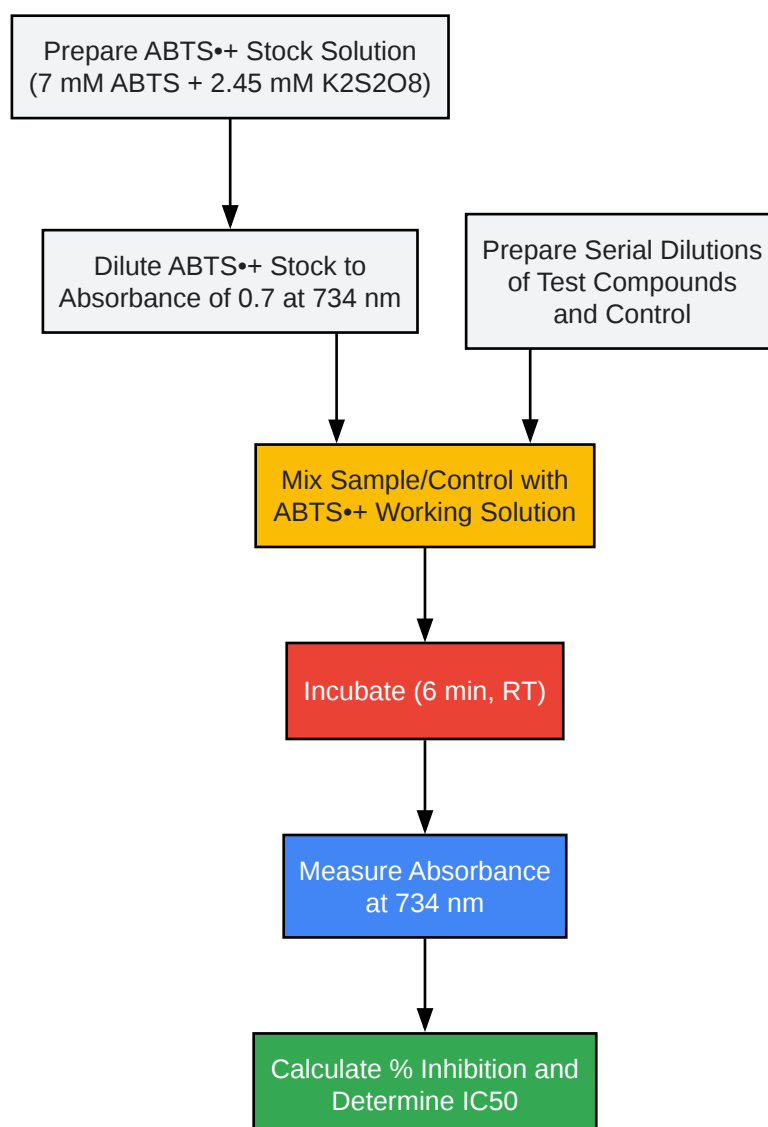 Prepare ABTS•+ Stock Solution
(7 mM ABTS + 2.45 mM K2S2O8)
Dilute ABTS•+ Stock to
Absorbance of 0.7 at 734 nm
Prepare Serial Dilutions
of Test Compounds
and Control
Mix Sample/Control with
ABTS•+ Working Solution
Incubate (6 min, RT)
Measure Absorbance
at 734 nm
Calculate % Inhibition and
Determine IC50